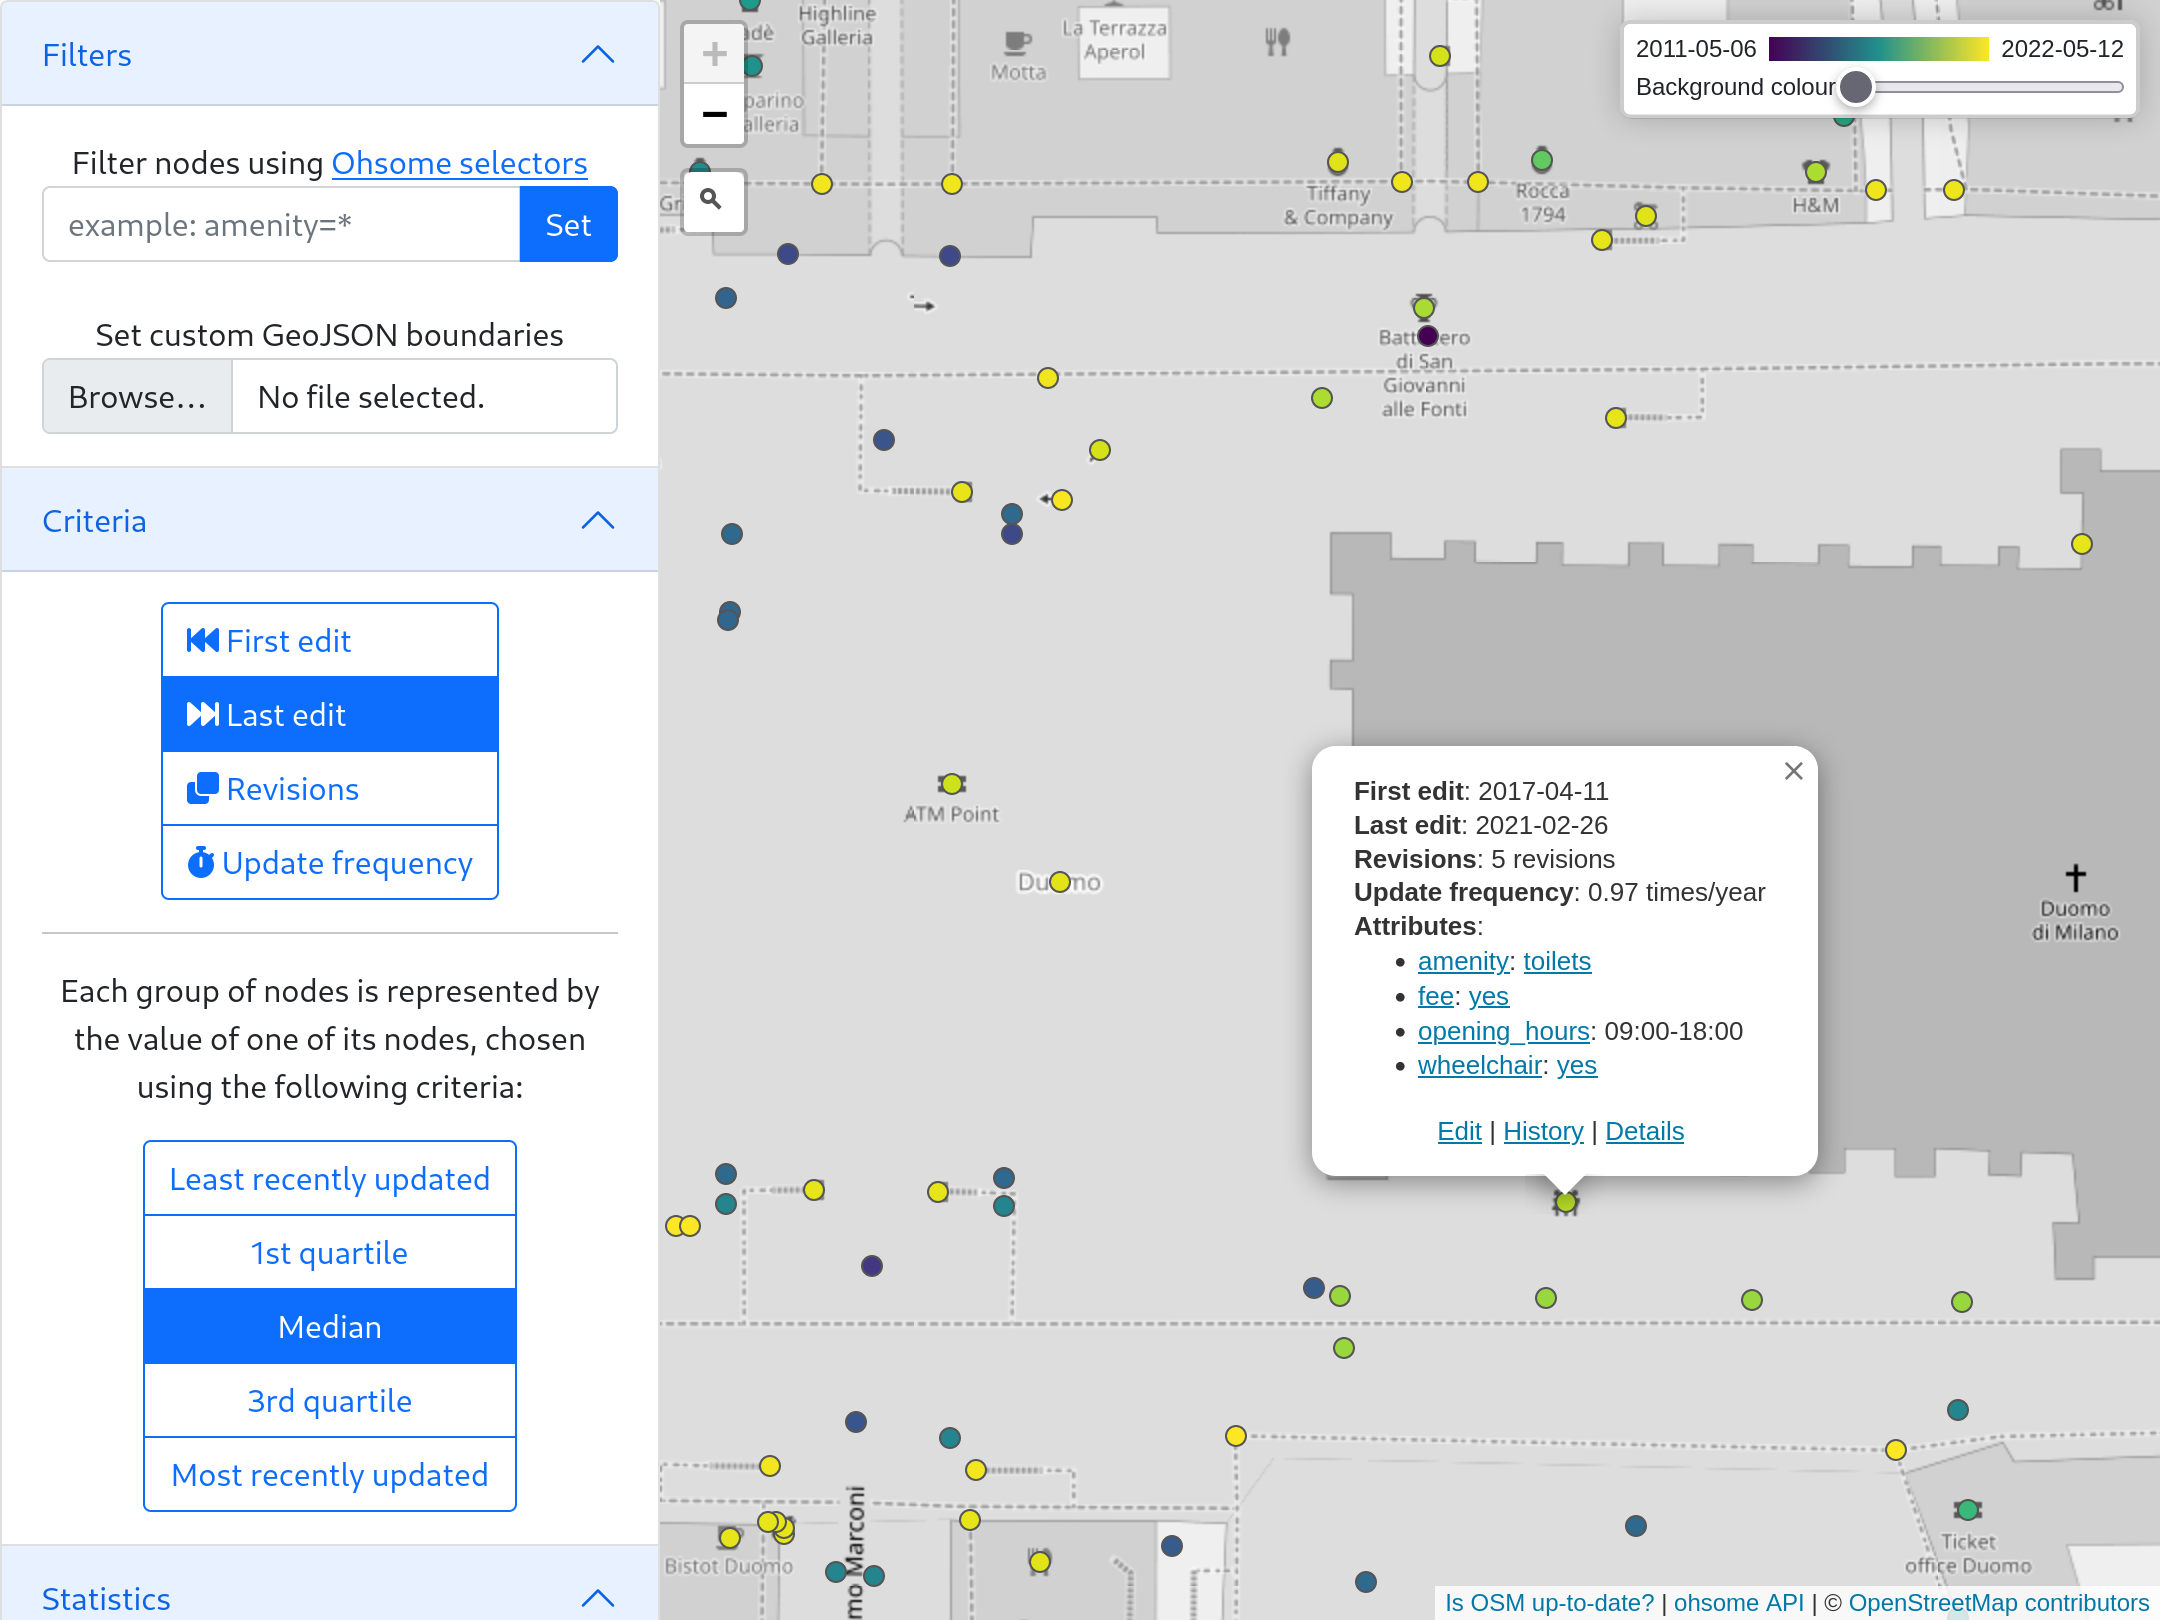 Filters
Filter nodes using Ohsome selectors
example: amenity=*
Set
Set custom GeoJSON boundaries
Browse...
No file selected.
Criteria
First edit
Last edit
Revisions
Update frequency
Each group of nodes is represented by
the value of one of its nodes, chosen
using the following criteria:
Least recently updated
1st quartile
Median
3rd quartile
Most recently updated
Statistics
+
−
Highline
Galleria
Motta
La Terrazza
Aperol
2011-05-06
2022-05-12
Background colour
Tiffany
& Company
Rocca
1794
H&M
di San
Giovanni
alle Fonti
ATM Point
Duomo
di Milano
First edit: 2017-04-11
Last edit: 2021-02-26
Revisions: 5 revisions
Update frequency: 0.97 times/year
Attributes:
• amenity: toilets
• fee: yes
• opening_hours: 09:00-18:00
• wheelchair: yes
Edit | History | Details
×
Bistot Duomo
Marconi
Ticket
office Duomo
Is OSM up-to-date? | ohsome API | © OpenStreetMap contributors